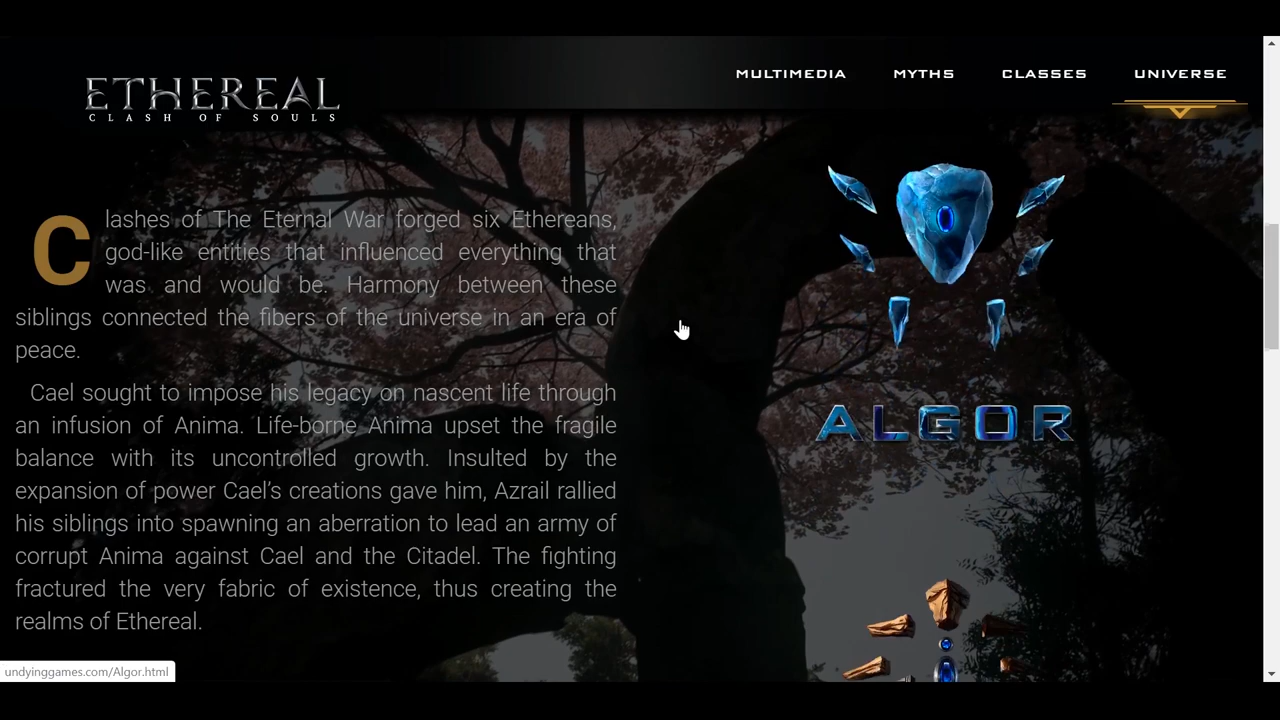 ETHEREAL
CLASH OF SOULS
MULTIMEDIA
MYTHS
CLASSES
UNIVERSE
Clashes of The Eternal War forged six Ethereans,
god-like entities that influenced everything that
was and would be. Harmony between these
siblings connected the fibers of the universe in an era of
peace.
Cael sought to impose his legacy on nascent life through
an infusion of Anima. Life-borne Anima upset the fragile
balance with its uncontrolled growth. Insulted by the
expansion of power Cael’s creations gave him, Azrail rallied
his siblings into spawning an aberration to lead an army of
corrupt Anima against Cael and the Citadel. The fighting
fractured the very fabric of existence, thus creating the
realms of Ethereal.
ALGOR
undyinggames.com/Algor.html